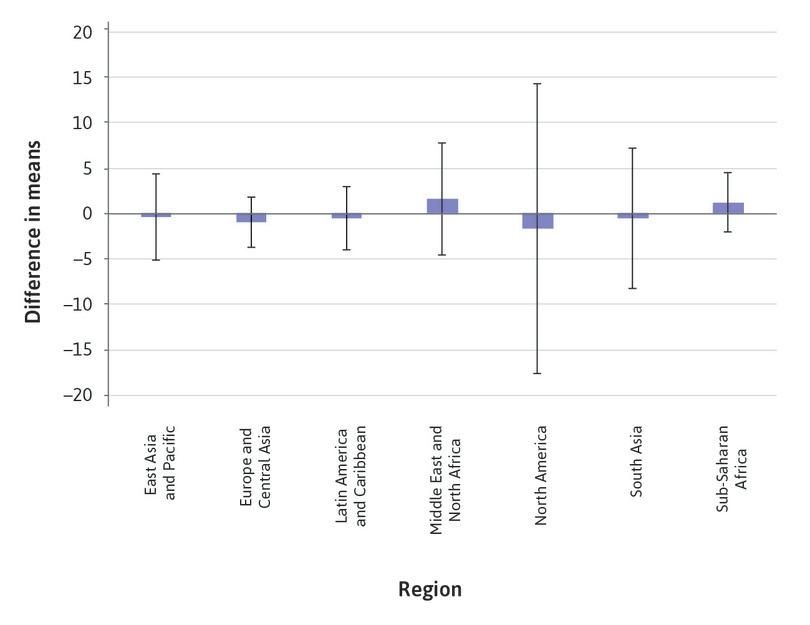 20
15
10
5
0
−5
−10
−15
−20
Difference in means
East Asia
and Pacific
Europe and
Central Asia
Latin America
and Caribbean
Middle East and
North Africa
North America
South Asia
Sub-Saharan
Africa
Region